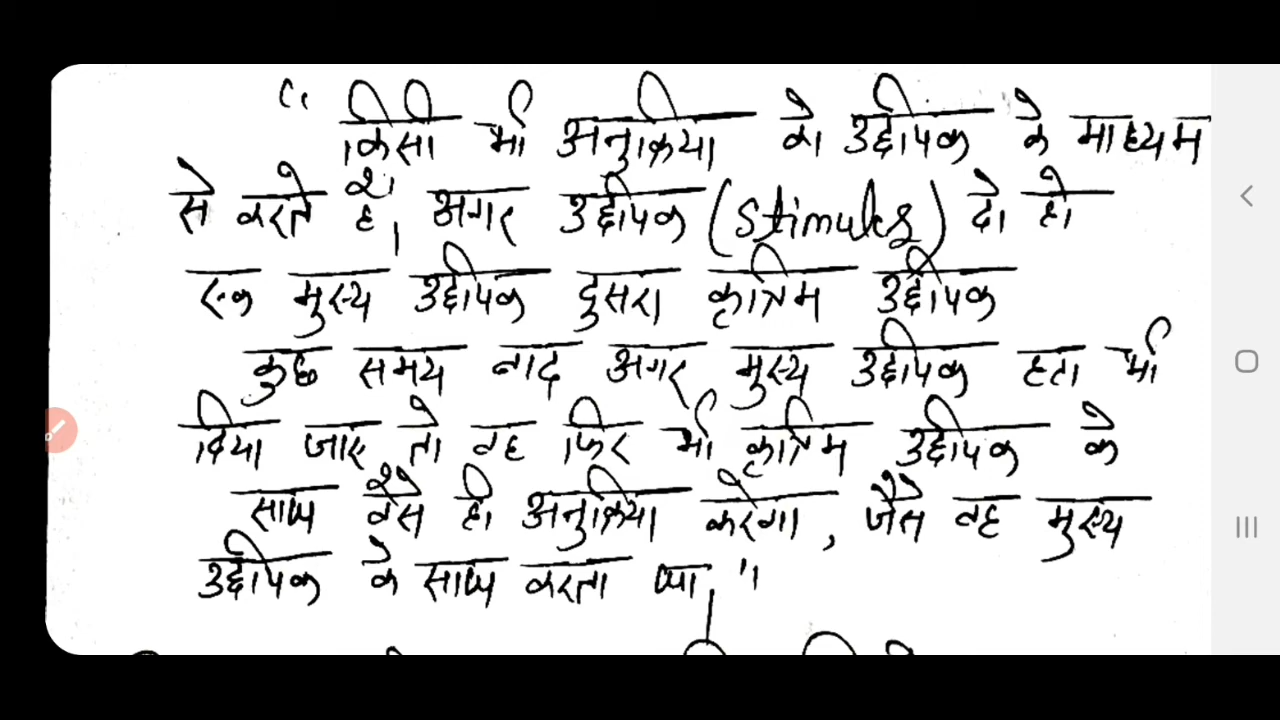 "किसी भी अनुक्रिया को उद्दीपक के माध्यम
से करते है, अगर उद्दीपक (Stimulus) दो हो
एक मुख्य उद्दीपक दुसरा कृत्रिम उद्दीपक
कुछ समय बाद अगर मुख्य उद्दीपक हटा भी
दिया जाए तो वह फिर भी कृत्रिम उद्दीपक के
साथ वैसे ही अनुक्रिया करेगा, जैसे वह मुख्य
उद्दीपक के साथ करता था।"